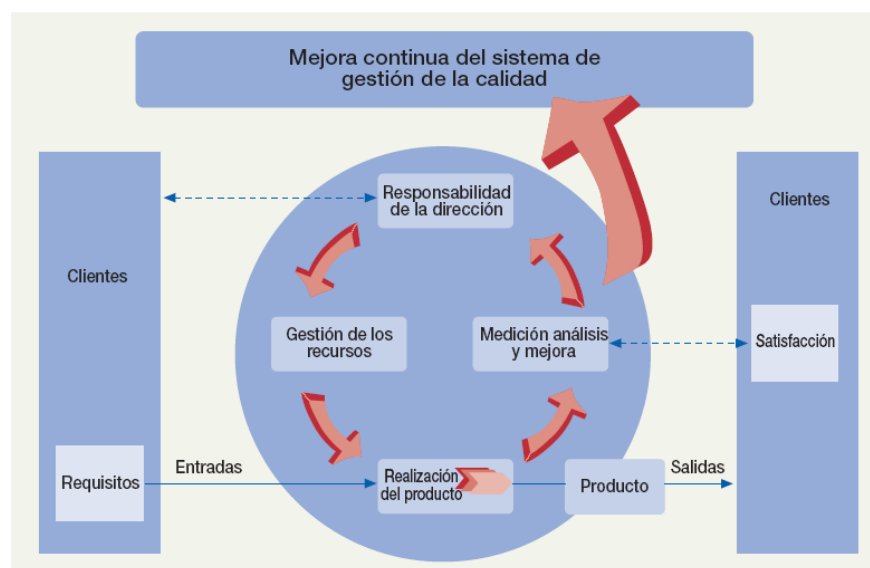 Mejora continua del sistema de
gestión de la calidad
Responsabilidad
de la dirección
Clientes
Clientes
Gestión de los
recursos
Medición análisis
y mejora
Satisfacción
Requisitos
Entradas
Realización
del producto
Producto
Salidas